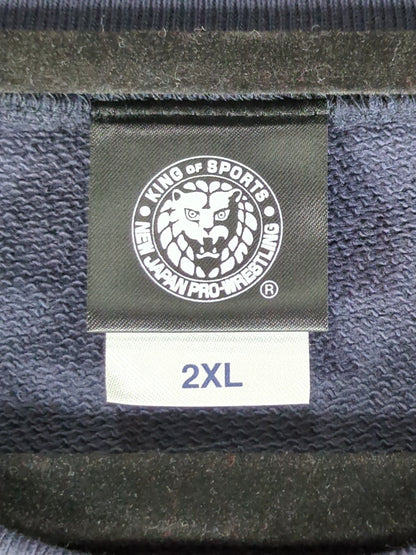 KING OF SPORTS
NEW JAPAN PRO-WRESTLING
®
2XL